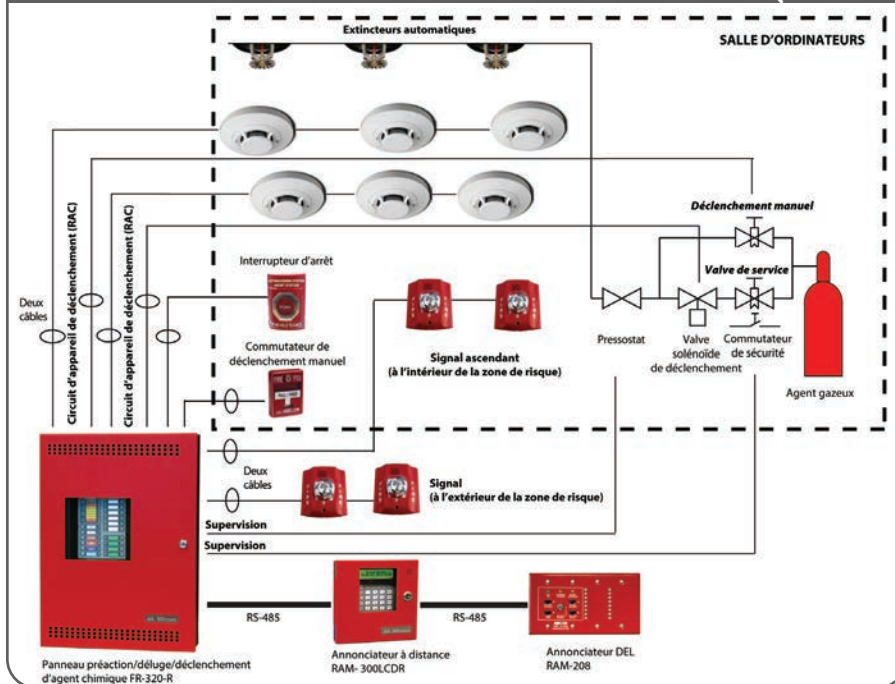 Extincteurs automatiques
SALLE D'ORDINATEURS
Circuit d'appareil de déclenchement (RAC)
Circuit d'appareil de déclenchement (RAC)
Deux
câbles
Déclenchement manuel
Interrupteur d'arrêt
Valve de service
Commutateur de
déclenchement manuel
Signal ascendant
(à l'intérieur de la zone de risque)
Pressostat
Valve
solénoïde
de déclenchement
Commutateur
de sécurité
Agent gazeux
Deux
câbles
Signal
(à l'extérieur de la zone de risque)
Supervision
Supervision
RS-485
RS-485
Panneau préaction/déluge/déclenchement
d'agent chimique FR-320-R
Annonciateur à distance
RAM- 300LCDR
Annonciateur DEL
RAM-208